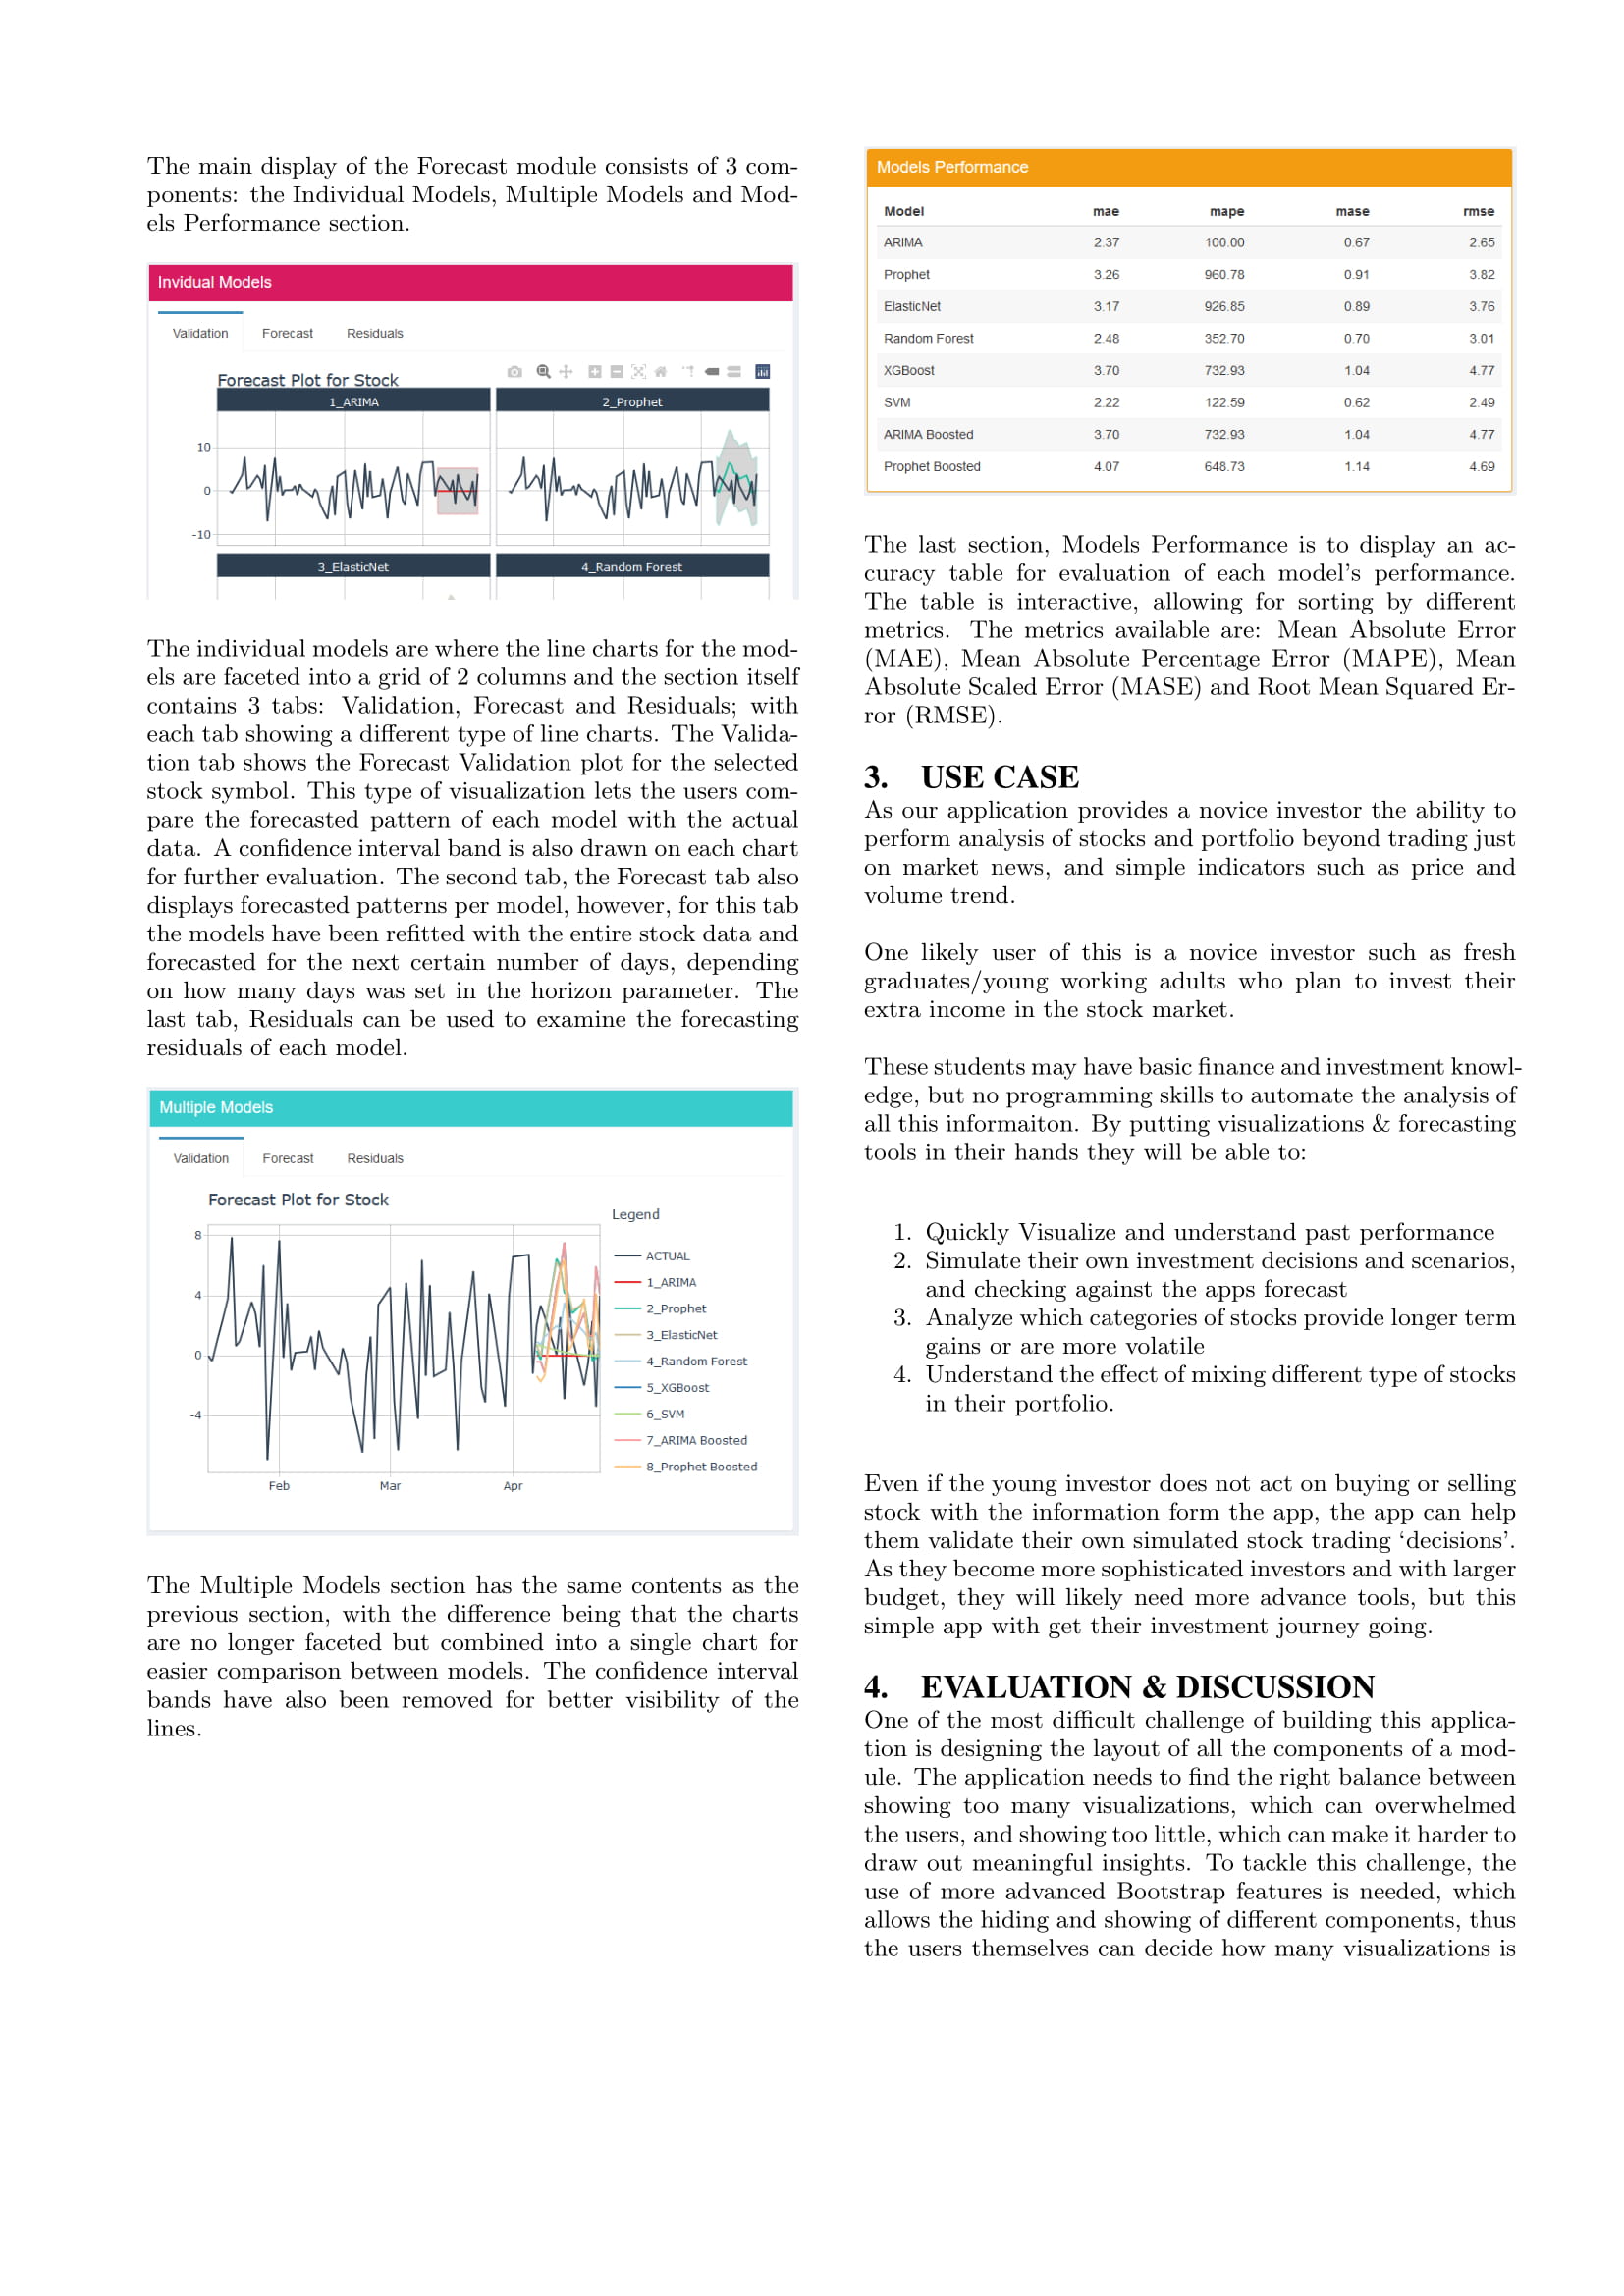 The main display of the Forecast module consists of 3 com-
ponents: the Individual Models, Multiple Models and Mod-
els Performance section.
Invidual Models
Validation Forecast Residuals
Forecast Plot for Stock
1_ARIMA 2_Prophet
10
0
-10
3_ElasticNet 4_Random Forest
The individual models are where the line charts for the mod-
els are faceted into a grid of 2 columns and the section itself
contains 3 tabs: Validation, Forecast and Residuals; with
each tab showing a different type of line charts. The Valida-
tion tab shows the Forecast Validation plot for the selected
stock symbol. This type of visualization lets the users com-
pare the forecasted pattern of each model with the actual
data. A confidence interval band is also drawn on each chart
for further evaluation. The second tab, the Forecast tab also
displays forecasted patterns per model, however, for this tab
the models have been refitted with the entire stock data and
forecasted for the next certain number of days, depending
on how many days was set in the horizon parameter. The
last tab, Residuals can be used to examine the forecasting
residuals of each model.
Multiple Models
Validation Forecast Residuals
Forecast Plot for Stock
8
4
0
-4
Feb Mar Apr
Legend
ACTUAL
1_ARIMA
2_Prophet
3_ElasticNet
4_Random Forest
5_XGBoost
6_SVM
7_ARIMA Boosted
8_Prophet Boosted
The Multiple Models section has the same contents as the
previous section, with the difference being that the charts
are no longer faceted but combined into a single chart for
easier comparison between models. The confidence interval
bands have also been removed for better visibility of the
lines.
Models Performance
Model mae mape mase rmse
ARIMA 2.37 100.00 0.67 2.65
Prophet 3.26 960.78 0.91 3.82
ElasticNet 3.17 926.85 0.89 3.76
Random Forest 2.48 352.70 0.70 3.01
XGBoost 3.70 732.93 1.04 4.77
SVM 2.22 122.59 0.62 2.49
ARIMA Boosted 3.70 732.93 1.04 4.77
Prophet Boosted 4.07 648.73 1.14 4.69
The last section, Models Performance is to display an ac-
curacy table for evaluation of each model's performance.
The table is interactive, allowing for sorting by different
metrics. The metrics available are: Mean Absolute Error
(MAE), Mean Absolute Percentage Error (MAPE), Mean
Absolute Scaled Error (MASE) and Root Mean Squared Er-
ror (RMSE).
3. USE CASE
As our application provides a novice investor the ability to
perform analysis of stocks and portfolio beyond trading just
on market news, and simple indicators such as price and
volume trend.
One likely user of this is a novice investor such as fresh
graduates/young working adults who plan to invest their
extra income in the stock market.
These students may have basic finance and investment knowl-
edge, but no programming skills to automate the analysis of
all this informaiton. By putting visualizations & forecasting
tools in their hands they will be able to:
1. Quickly Visualize and understand past performance
2. Simulate their own investment decisions and scenarios,
and checking against the apps forecast
3. Analyze which categories of stocks provide longer term
gains or are more volatile
4. Understand the effect of mixing different type of stocks
in their portfolio.
Even if the young investor does not act on buying or selling
stock with the information form the app, the app can help
them validate their own simulated stock trading ‘decisions’.
As they become more sophisticated investors and with larger
budget, they will likely need more advance tools, but this
simple app with get their investment journey going.
4. EVALUATION & DISCUSSION
One of the most difficult challenge of building this applica-
tion is designing the layout of all the components of a mod-
ule. The application needs to find the right balance between
showing too many visualizations, which can overwhelmed
the users, and showing too little, which can make it harder to
draw out meaningful insights. To tackle this challenge, the
use of more advanced Bootstrap features is needed, which
allows the hiding and showing of different components, thus
the users themselves can decide how many visualizations is